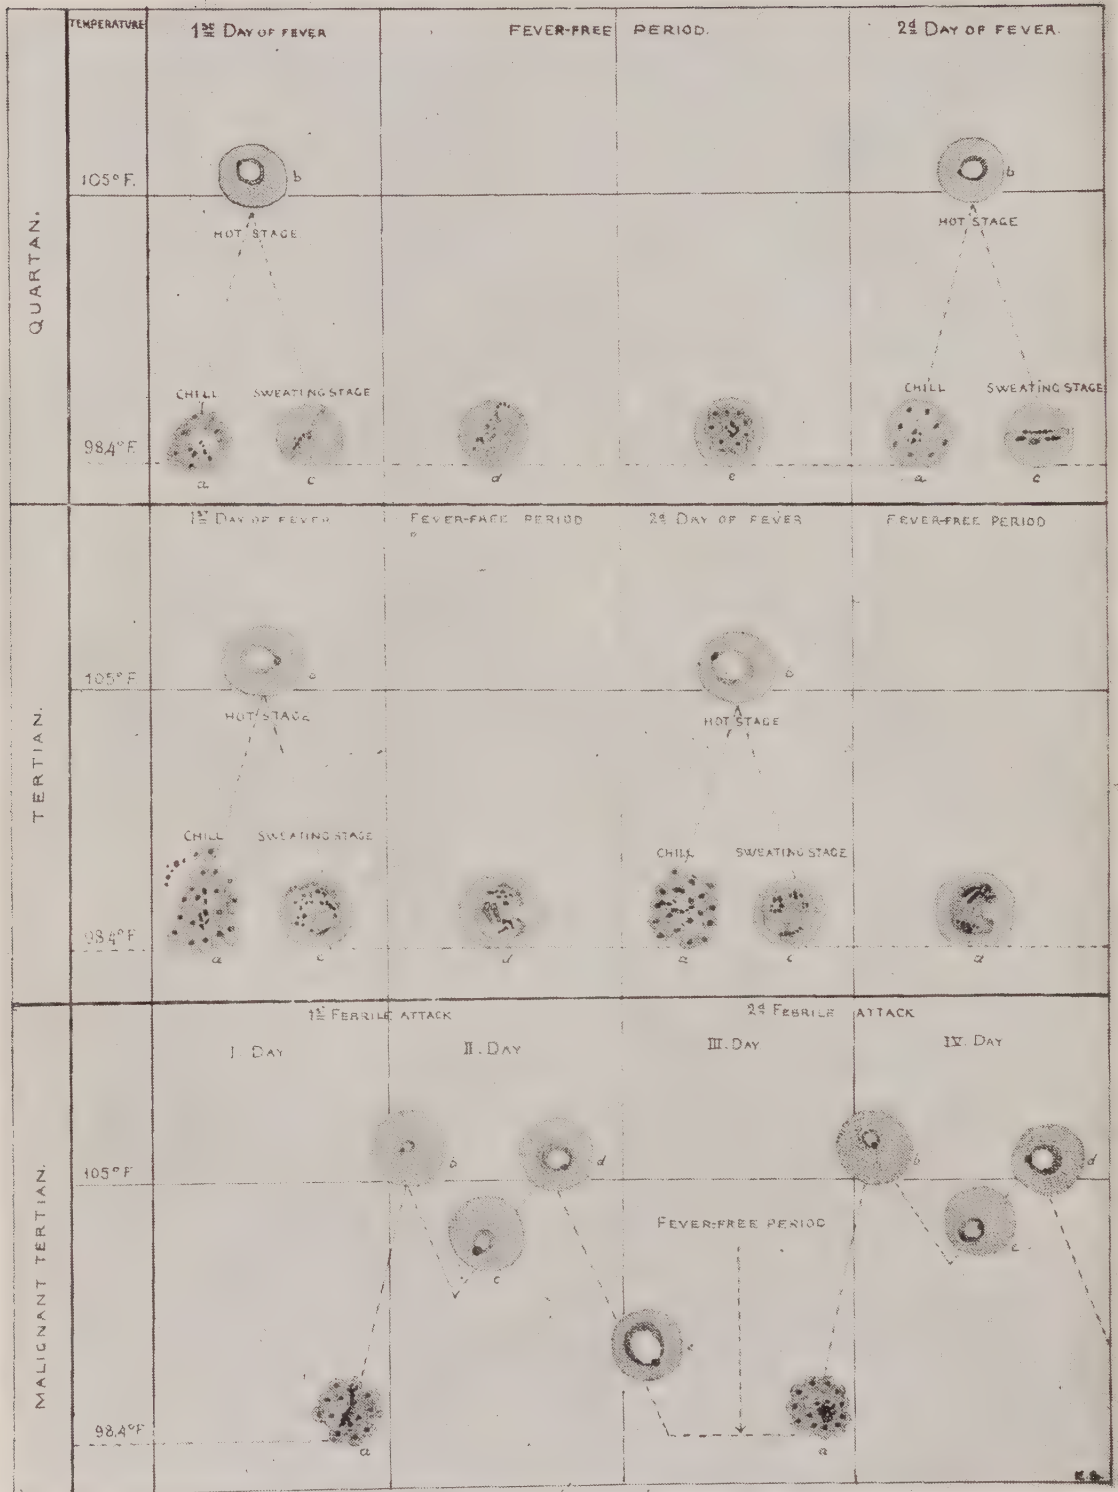 TEMPERATURE 1ST DAY OF FEVER FEVER-FREE PERIOD. 2D DAY OF FEVER.
QUARTAN.
105°F. b b
HOT STAGE HOT STAGE
CHILL SWEATING STAGE CHILL SWEATING STAGE
98.4°F.
a c d e a c
1ST DAY OF FEVER FEVER-FREE PERIOD 2D DAY OF FEVER FEVER-FREE PERIOD
TERTIAN.
105°F. b
HOT STAGE HOT STAGE
CHILL SWEATING STAGE CHILL SWEATING STAGE
98.4°F
a c d a c d
1ST FEBRILE ATTACK 2D FEBRILE ATTACK
I. DAY II. DAY III. DAY IV. DAY
MALIGNANT TERTIAN.
105°F b d b d
c c
FEVER-FREE PERIOD
e
98.4°F
a a
K.B.